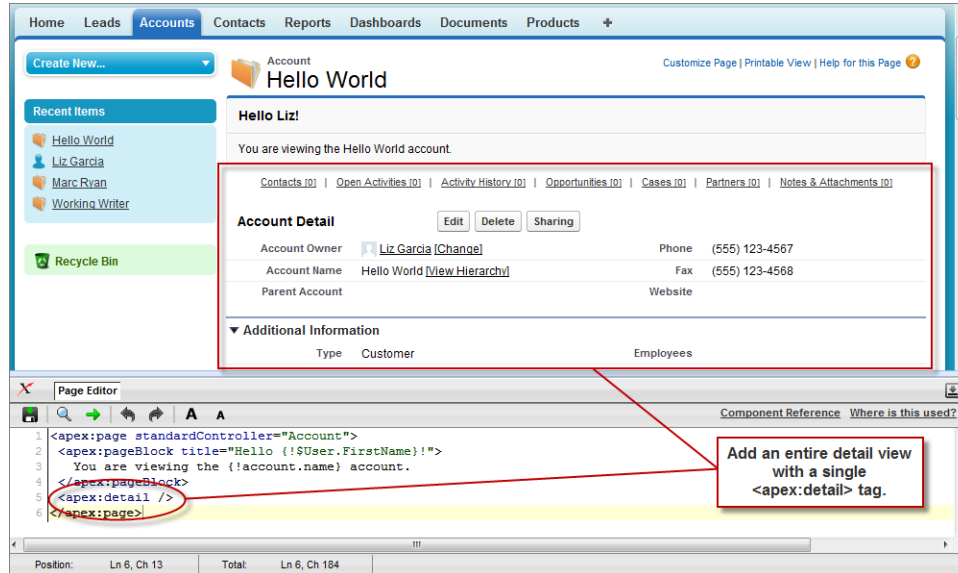 Home Leads Accounts Contacts Reports Dashboards Documents Products +
Create New...
Recent Items
Hello World
Liz Garcia
Marc Ryan
Working Writer
Recycle Bin
Account
Hello World
Customize Page | Printable View | Help for this Page ?
Hello Liz!
You are viewing the Hello World account.
Contacts [0] | Open Activities [0] | Activity History [0] | Opportunities [0] | Cases [0] | Partners [0] | Notes & Attachments [0]
Account Detail Edit Delete Sharing
Account Owner Liz Garcia [Change] Phone (555) 123-4567
Account Name Hello World [View Hierarchy] Fax (555) 123-4568
Parent Account Website
Additional Information
Type Customer Employees
Page Editor
A A Component Reference Where is this used?
1 <apex:page standardController="Account">
2 <apex:pageBlock title="Hello {!$User.FirstName}!">
3 You are viewing the {!account.name} account.
4 </apex:pageBlock>
5 <apex:detail />
6 </apex:page>
Add an entire detail view
with a single
<apex:detail> tag.
Position: Ln 6, Ch 13 Total: Ln 6, Ch 184